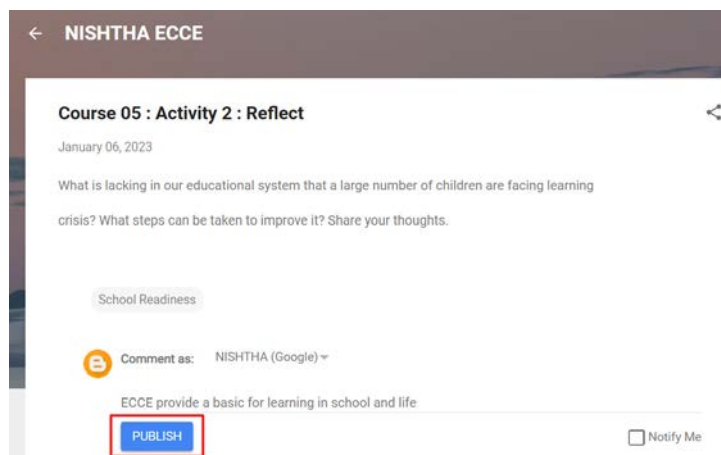 NISHTHA ECCE
Course 05 : Activity 2 : Reflect
January 06, 2023
What is lacking in our educational system that a large number of children are facing learning
crisis? What steps can be taken to improve it? Share your thoughts.
School Readiness
Comment as: NISHTHA (Google)
ECCE provide a basic for learning in school and life
PUBLISH
Notify Me